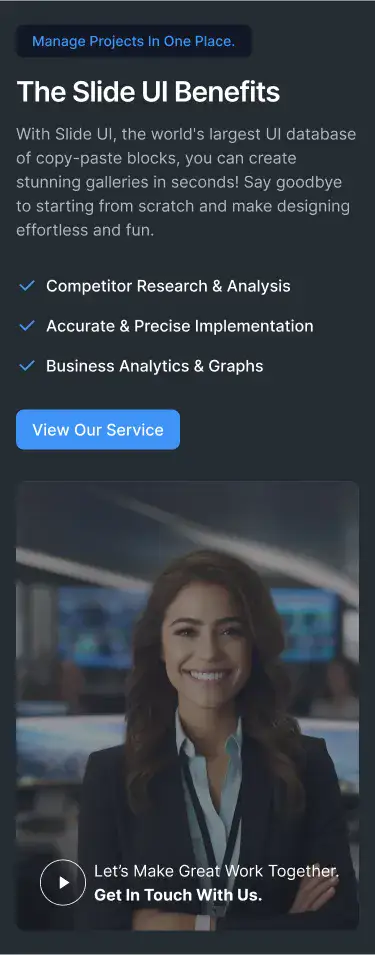 Manage Projects In One Place.
The Slide UI Benefits
With Slide UI, the world's largest UI database
of copy-paste blocks, you can create
stunning galleries in seconds! Say goodbye
to starting from scratch and make designing
effortless and fun.
Competitor Research & Analysis
Accurate & Precise Implementation
Business Analytics & Graphs
View Our Service
Let’s Make Great Work Together.
Get In Touch With Us.